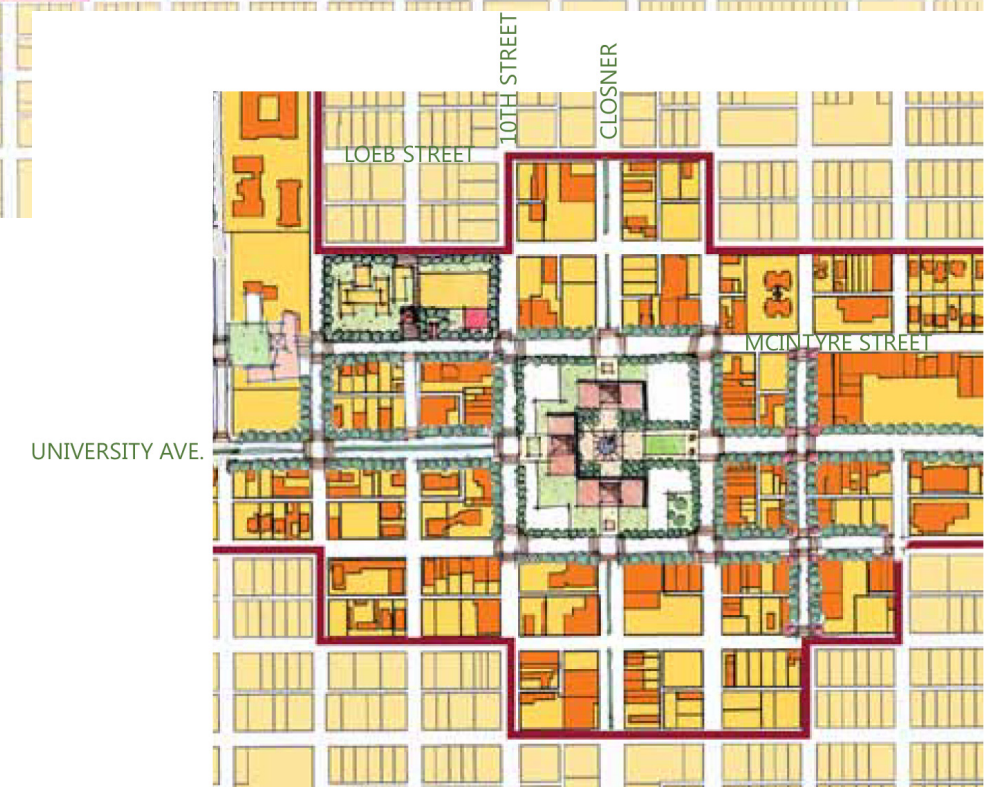 10TH STREET
CLOSNER
LOEB STREET
MCINTYRE STREET
UNIVERSITY AVE.